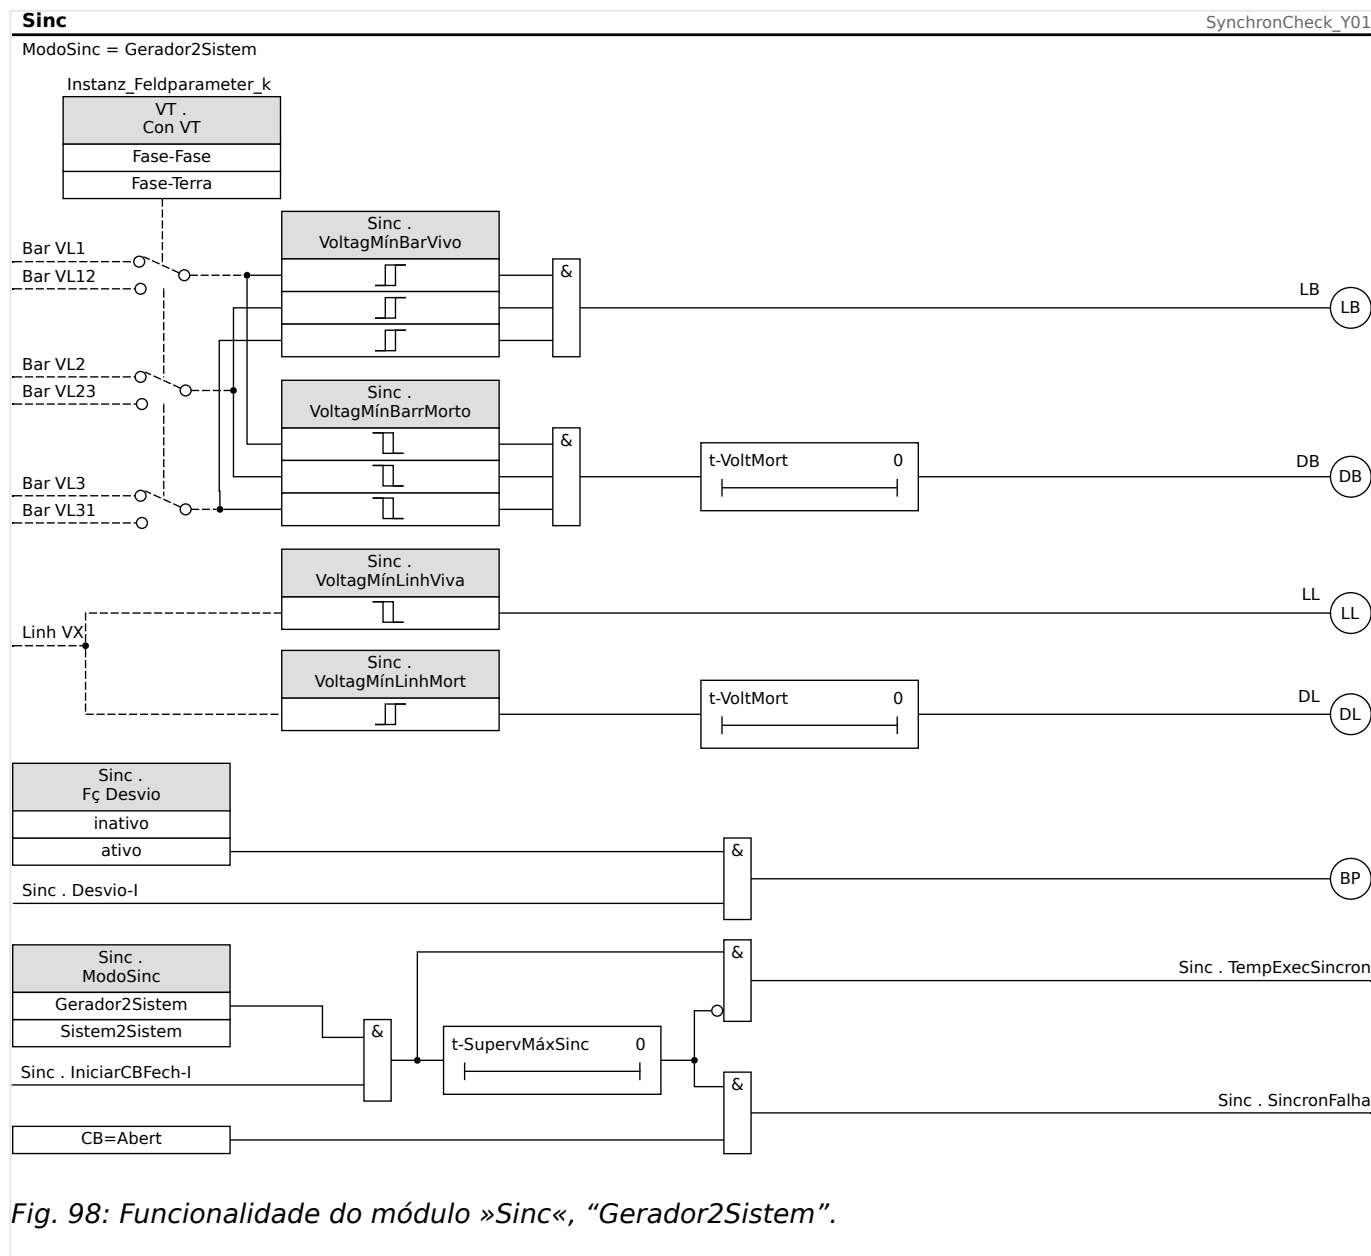 Sinc
SynchronCheck_Y01
ModoSinc = Gerador2Sistem
Instanz_Feldparameter_k
VT .
Con VT
Fase-Fase
Fase-Terra
Sinc .
VoltagMínBarVivo
Bar VL1
Bar VL12
&
LB
LB
Bar VL2
Bar VL23
Sinc .
VoltagMínBarrMorto
&
t-VoltMort 0
DB
DB
Bar VL3
Bar VL31
Sinc .
VoltagMínLinhViva
LL
LL
Linh VX
Sinc .
VoltagMínLinhMort
t-VoltMort 0
DL
DL
Sinc .
Fç Desvio
inativo
ativo
&
BP
Sinc . Desvio-I
Sinc .
ModoSinc
Gerador2Sistem
Sistem2Sistem
&
Sinc . TempExecSincron
&
t-SupervMáxSinc 0
Sinc . IniciarCBFech-I
&
Sinc . SincronFalha
CB=Abert
Fig. 98: Funcionalidade do módulo »Sinc«, “Gerador2Sistem”.